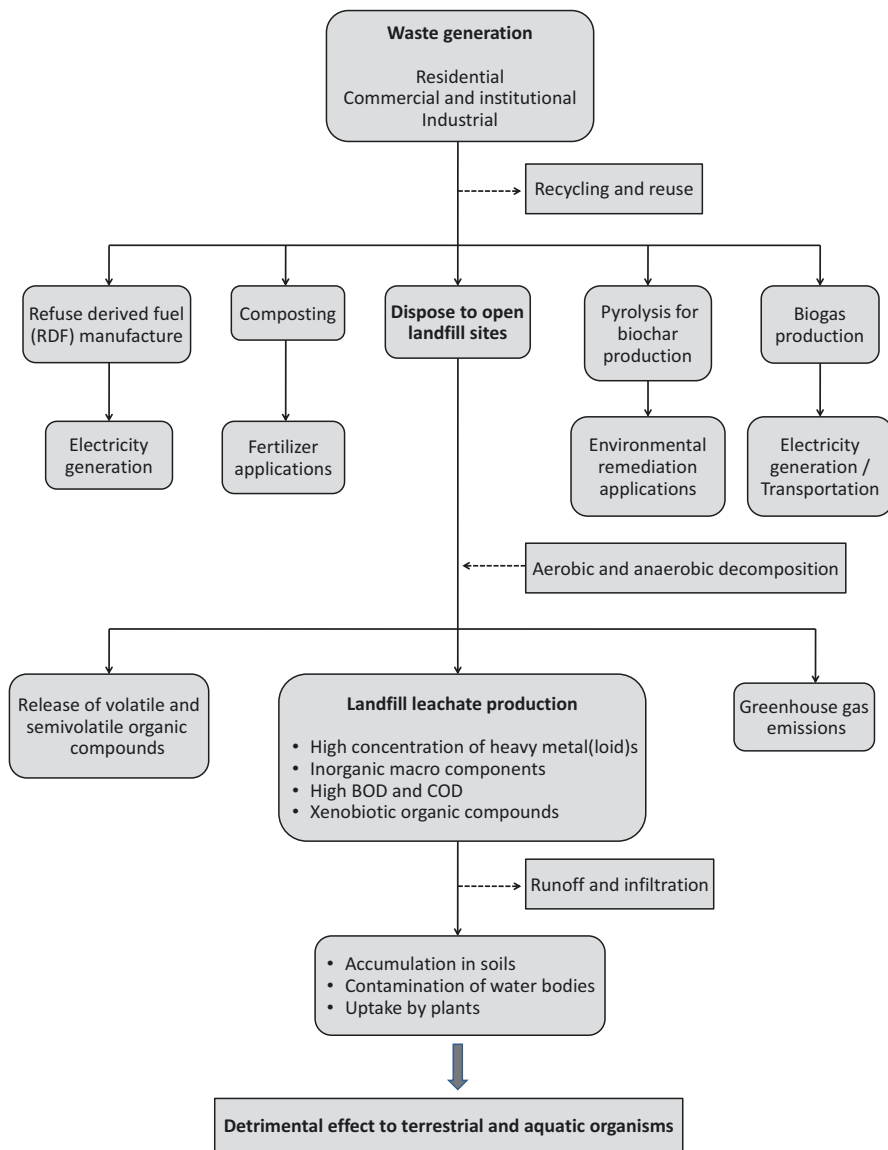 Waste generation
Residential
Commercial and institutional
Industrial
Recycling and reuse
Refuse derived fuel
(RDF) manufacture
Composting
Dispose to open
landfill sites
Pyrolysis for
biochar
production
Biogas
production
Electricity
generation
Fertilizer
applications
Environmental
remediation
applications
Electricity
generation /
Transportation
Aerobic and anaerobic decomposition
Release of volatile and
semivolatile organic
compounds
Landfill leachate production
• High concentration of heavy metal(loid)s
• Inorganic macro components
• High BOD and COD
• Xenobiotic organic compounds
Greenhouse gas
emissions
Runoff and infiltration
• Accumulation in soils
• Contamination of water bodies
• Uptake by plants
Detrimental effect to terrestrial and aquatic organisms